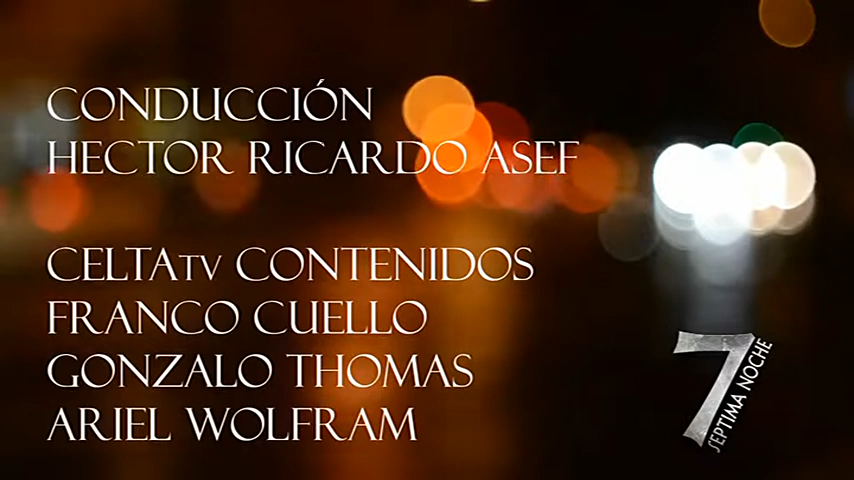 CONDUCCIÓN
HECTOR RICARDO ASEF
CELTATV CONTENIDOS
FRANCO CUELLO
GONZALO THOMAS
ARIEL WOLFRAM
7
SEPTIMA NOCHE